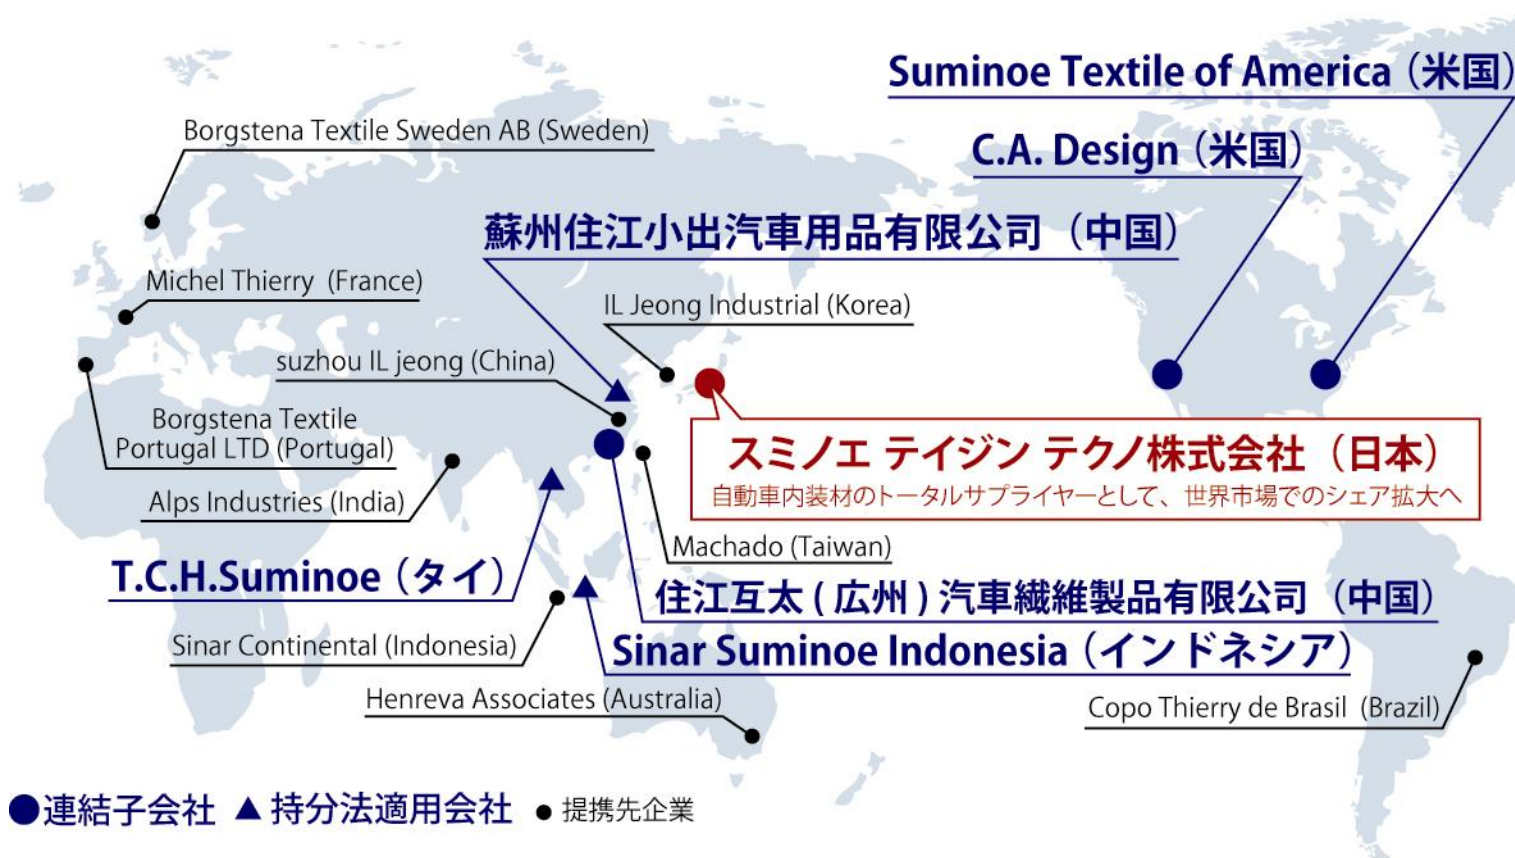 Suminoe Textile of America（米国）
Borgstena Textile Sweden AB (Sweden)
C.A. Design（米国）
蘇州住江小出汽車用品有限公司（中国）
Michel Thierry (France)
IL Jeong Industrial (Korea)
suzhou IL jeong (China)
Borgstena Textile
Portugal LTD (Portugal)
スミノエ テイジン テクノ株式会社（日本）
自動車内装材のトータルサプライヤーとして、世界市場でのシェア拡大へ
Alps Industries (India)
Machado (Taiwan)
T.C.H.Suminoe（タイ）
住江互太(広州)汽車繊維製品有限公司（中国）
Sinar Continental (Indonesia)
Sinar Suminoe Indonesia（インドネシア）
Henreva Associates (Australia)
Copo Thierry de Brasil (Brazil)
●連結子会社 ▲持分法適用会社 ●提携先企業